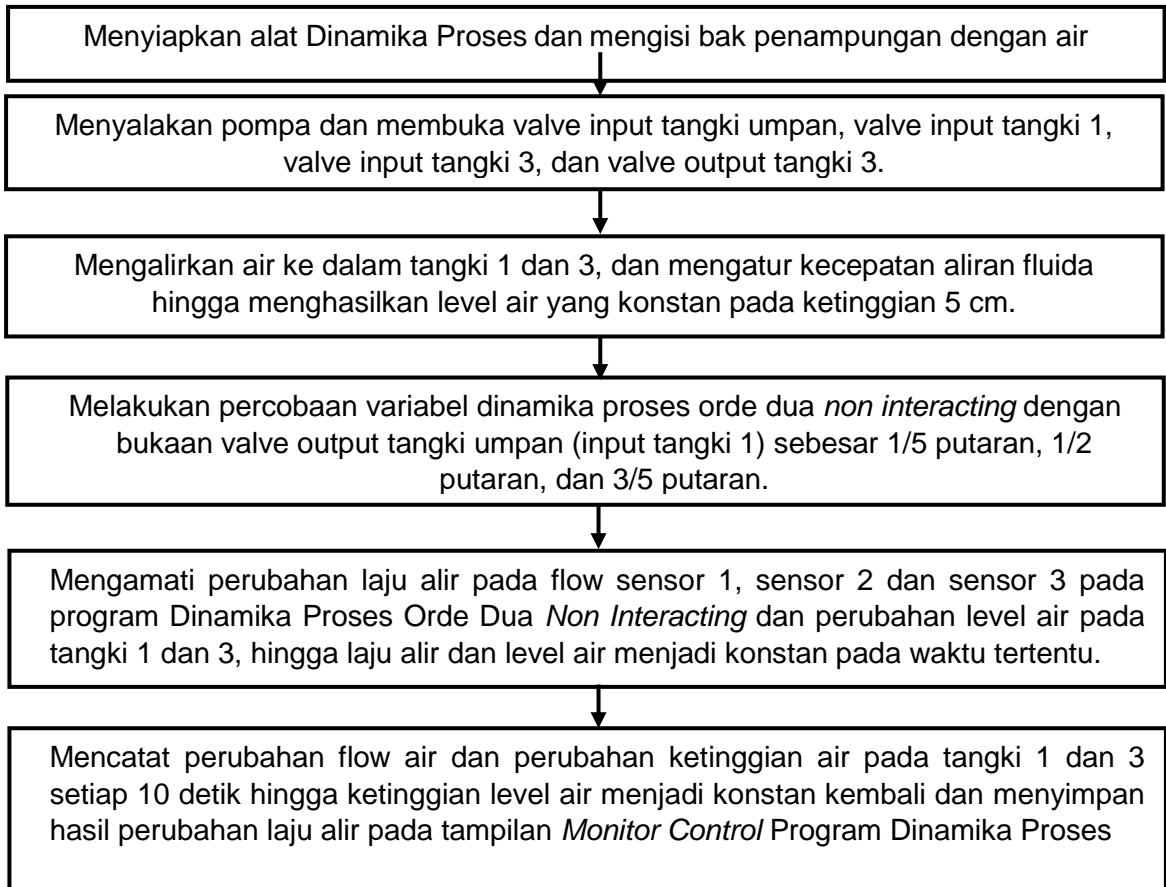 Menyiapkan alat Dinamika Proses dan mengisi bak penampungan dengan air
Menyalakan pompa dan membuka valve input tangki umpan, valve input tangki 1,
valve input tangki 3, dan valve output tangki 3.
Mengalirkan air ke dalam tangki 1 dan 3, dan mengatur kecepatan aliran fluida
hingga menghasilkan level air yang konstan pada ketinggian 5 cm.
Melakukan percobaan variabel dinamika proses orde dua non interacting dengan
bukaan valve output tangki umpan (input tangki 1) sebesar 1/5 putaran, 1/2
putaran, dan 3/5 putaran.
Mengamati perubahan laju alir pada flow sensor 1, sensor 2 dan sensor 3 pada
program Dinamika Proses Orde Dua Non Interacting dan perubahan level air pada
tangki 1 dan 3, hingga laju alir dan level air menjadi konstan pada waktu tertentu.
Mencatat perubahan flow air dan perubahan ketinggian air pada tangki 1 dan 3
setiap 10 detik hingga ketinggian level air menjadi konstan kembali dan menyimpan
hasil perubahan laju alir pada tampilan Monitor Control Program Dinamika Proses